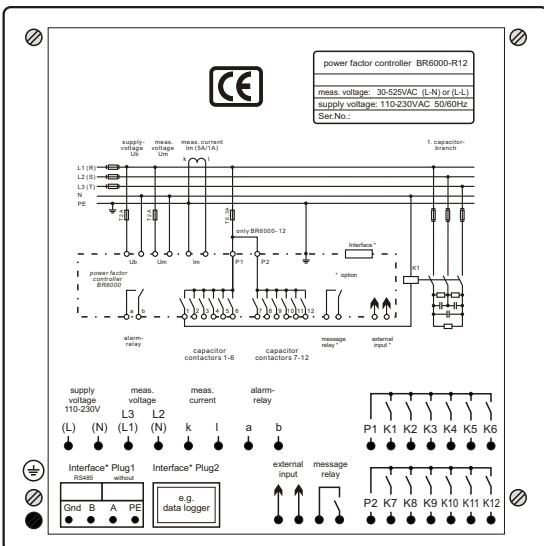 power factor controller BR6000-R12
CE
meas. voltage: 30-525VAC (L-N) or (L-L)
supply voltage: 110-230VAC 50/60Hz
Ser.No.:
supply-
voltage
Ub
meas.
voltage
Um
meas. current
Im (5A/1A)
k l
1. capacitor-
branch
L1 (R)
L2 (S)
L3 (T)
N
PE
T2A
T2A
T6,3A
only BR6000-12
Interface *
Ub Um Im P1 P2
K1
power factor
controller
BR6000
* option
a b
1 2 3 4 5 6
7 8 9 10 11 12
alarm-
relay
capacitor
contactors 1-6
capacitor
contactors 7-12
message
relay *
external
input *
supply
voltage
110-230V
meas.
voltage
meas.
current
alarm-
relay
L3 L2
(L) (N) (L1) (N) k l a b
P1 K1 K2 K3 K4 K5 K6
Interface* Plug1
RS485 without
Gnd B A PE
Interface* Plug2
e.g.
data logger
external
input
message
relay
P2 K7 K8 K9 K10 K11 K12